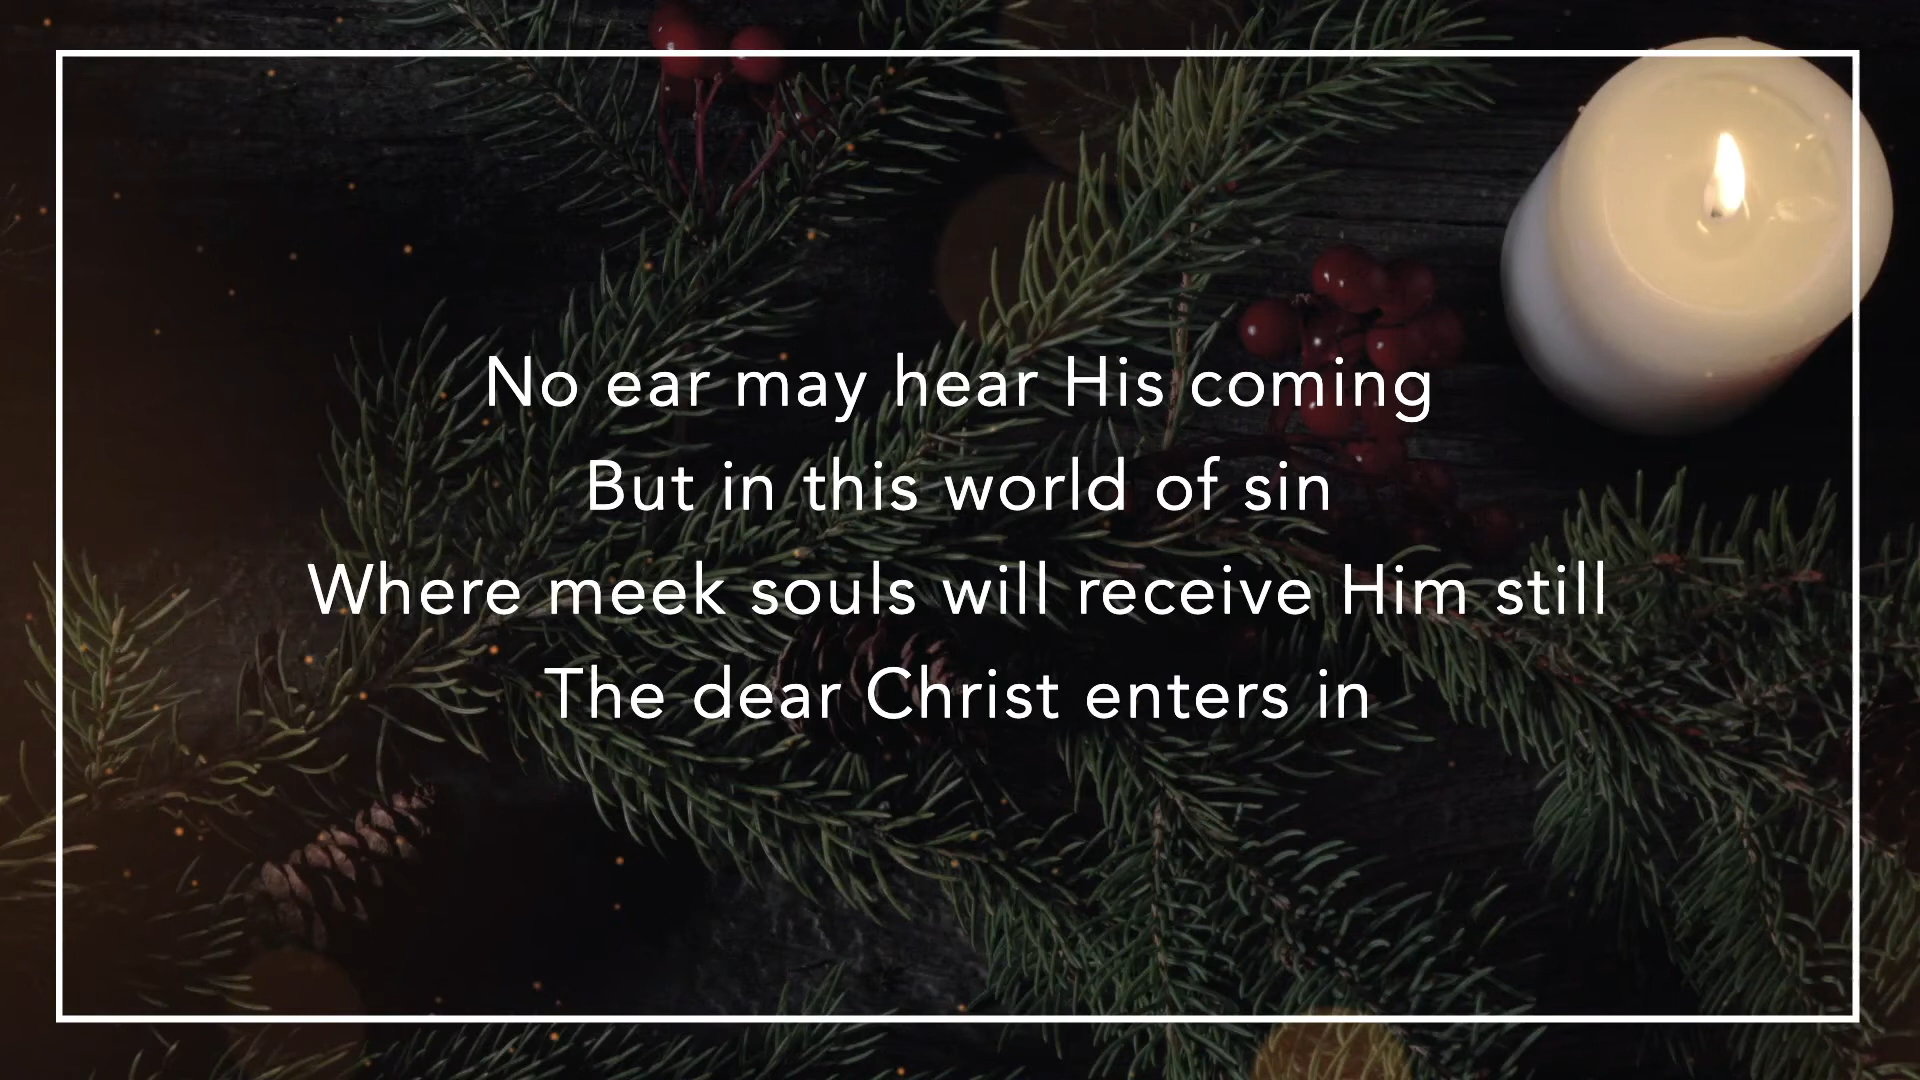 No ear may hear His coming
But in this world of sin
Where meek souls will receive Him still
The dear Christ enters in